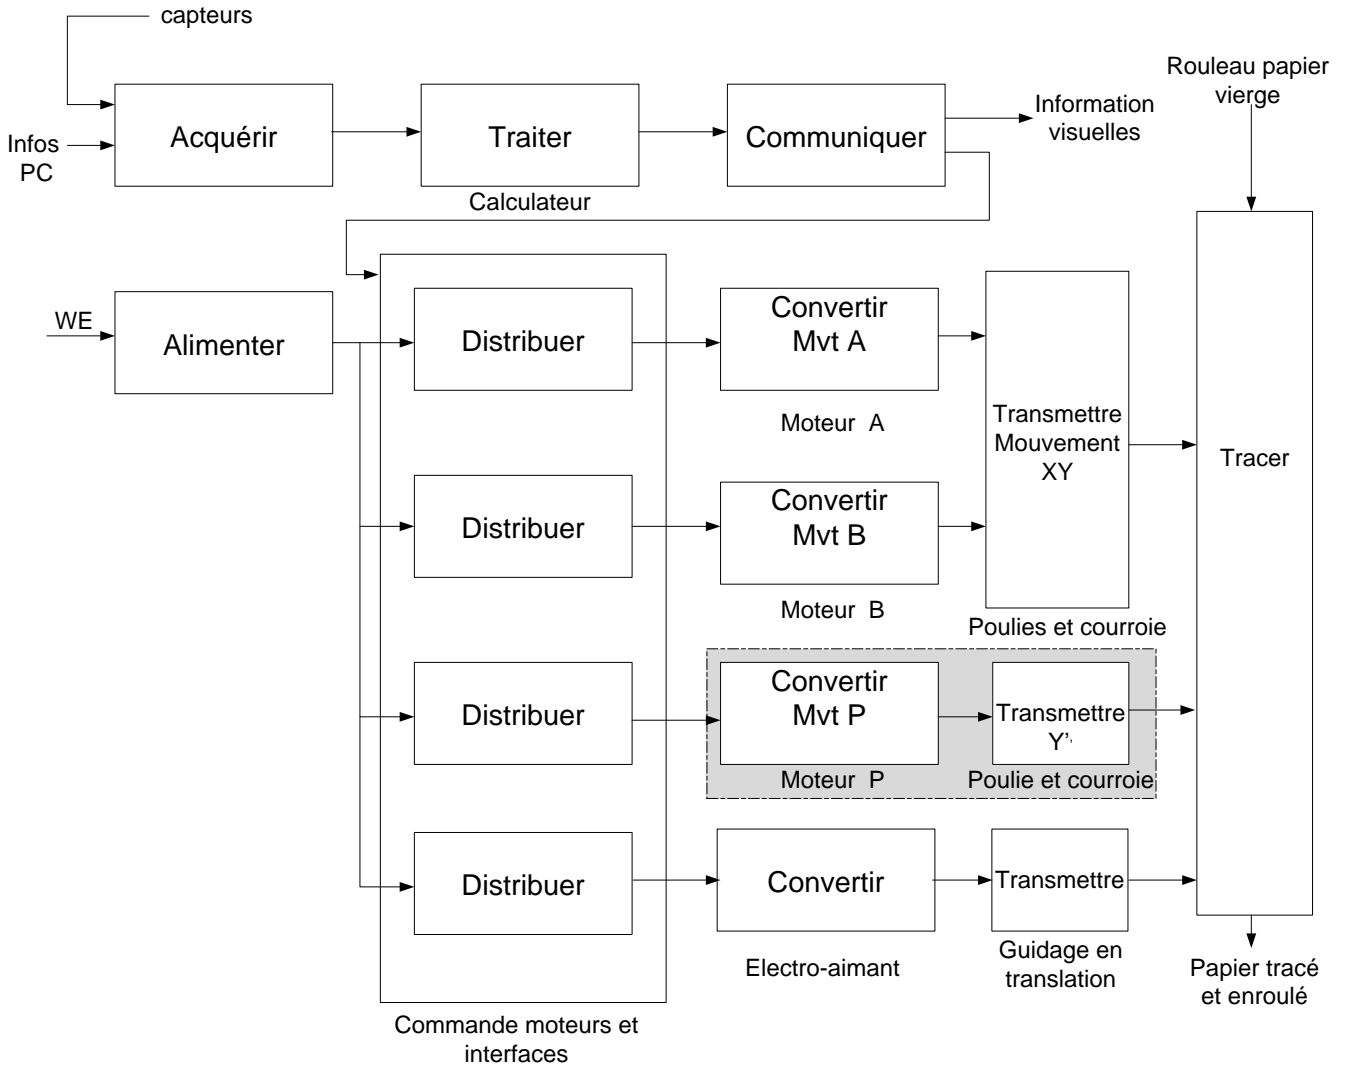 capteurs
Rouleau papier
vierge
Infos
PC
Acquérir
Traiter
Communiquer
Information
visuelles
Calculateur
WE
Alimenter
Distribuer
Convertir
Mvt A
Moteur A
Transmettre
Mouvement
XY
Tracer
Distribuer
Convertir
Mvt B
Moteur B
Poulies et courroie
Distribuer
Convertir
Mvt P
Transmettre
Y',
Moteur P
Poulie et courroie
Distribuer
Convertir
Transmettre
Electro-aimant
Guidage en
translation
Papier tracé
et enroulé
Commande moteurs et
interfaces